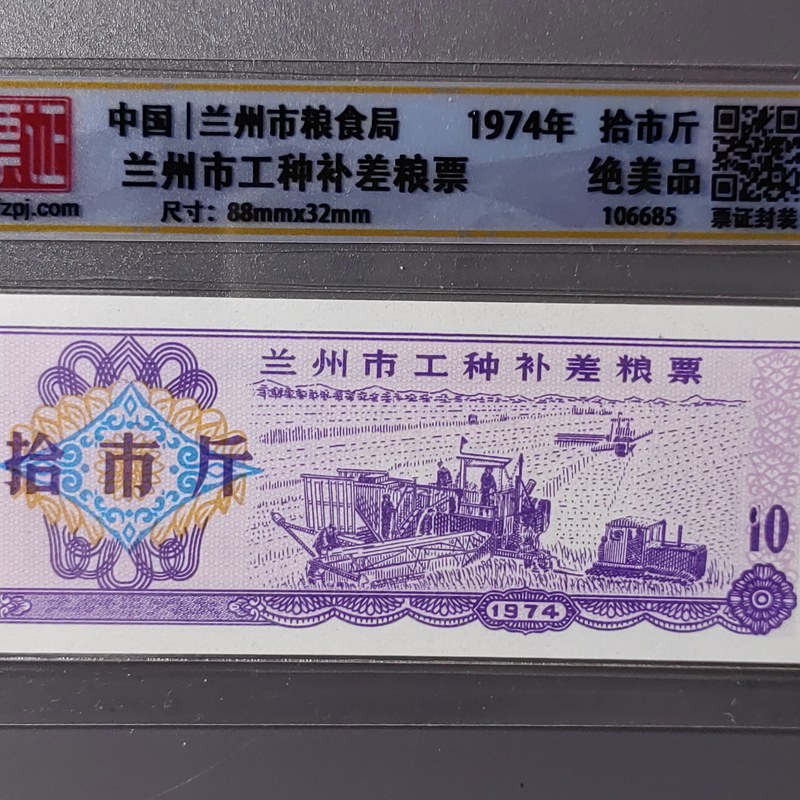 票证
中国|兰州市粮食局 1974年 拾市斤
兰州市工种补差粮票 绝美品
zpj.com 尺寸：88mmx32mm 106685 票证封装
兰州市工种补差粮票
拾市斤
10
1974